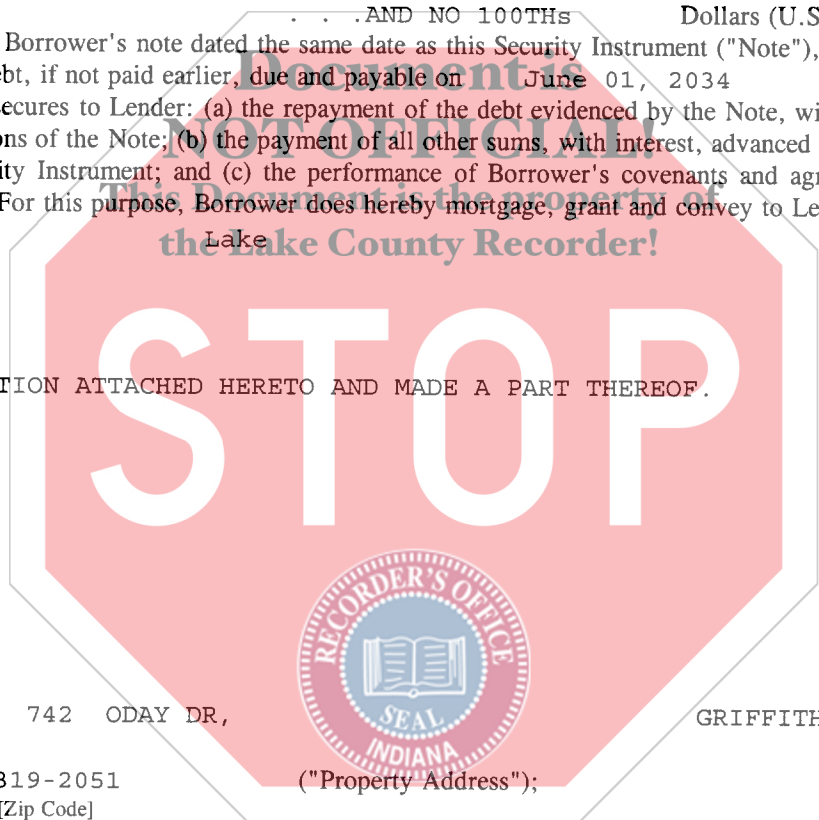 . . .AND NO 100THs Dollars (U.S
Borrower's note dated the same date as this Security Instrument ("Note"),
ebt, if not paid earlier, due and payable on June 01, 2034
ecures to Lender: (a) the repayment of the debt evidenced by the Note, wi
ons of the Note; (b) the payment of all other sums, with interest, advanced
ity Instrument; and (c) the performance of Borrower's covenants and agr
For this purpose, Borrower does hereby mortgage, grant and convey to Le
Lake
Document is
NOT OFFICIAL!
This Document is the property of
the Lake County Recorder!
TION ATTACHED HERETO AND MADE A PART THEREOF.
STOP
RECORDER'S OFFICE
SEAL
INDIANA
742 ODAY DR, GRIFFITH
319-2051 ("Property Address");
[Zip Code]